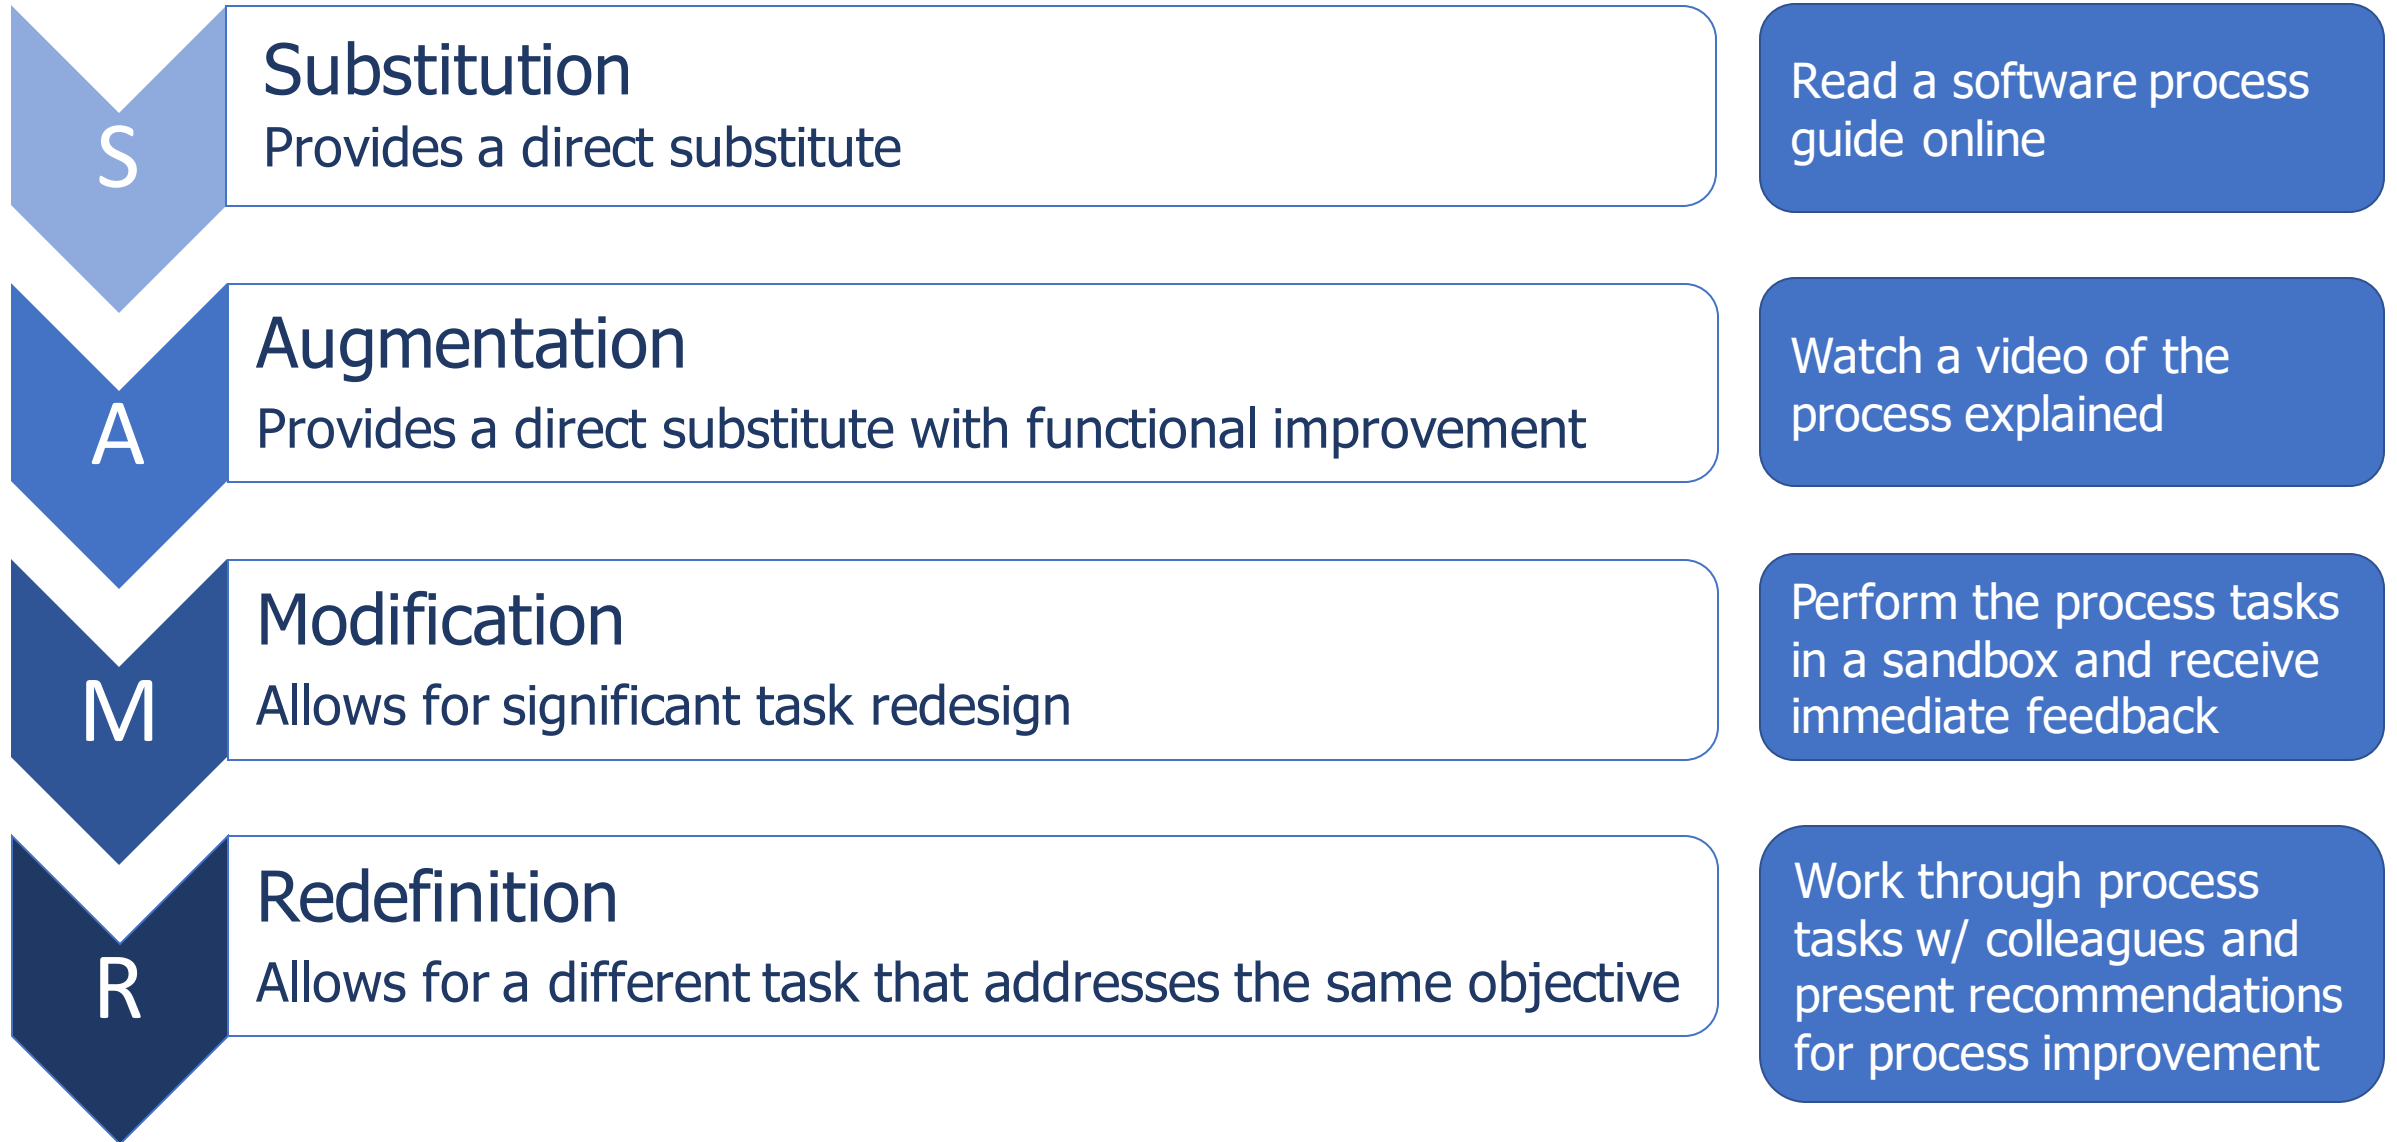 S
Substitution
Provides a direct substitute
Read a software process
guide online
A
Augmentation
Provides a direct substitute with functional improvement
Watch a video of the
process explained
M
Modification
Allows for significant task redesign
Perform the process tasks
in a sandbox and receive
immediate feedback
R
Redefinition
Allows for a different task that addresses the same objective
Work through process
tasks w/ colleagues and
present recommendations
for process improvement